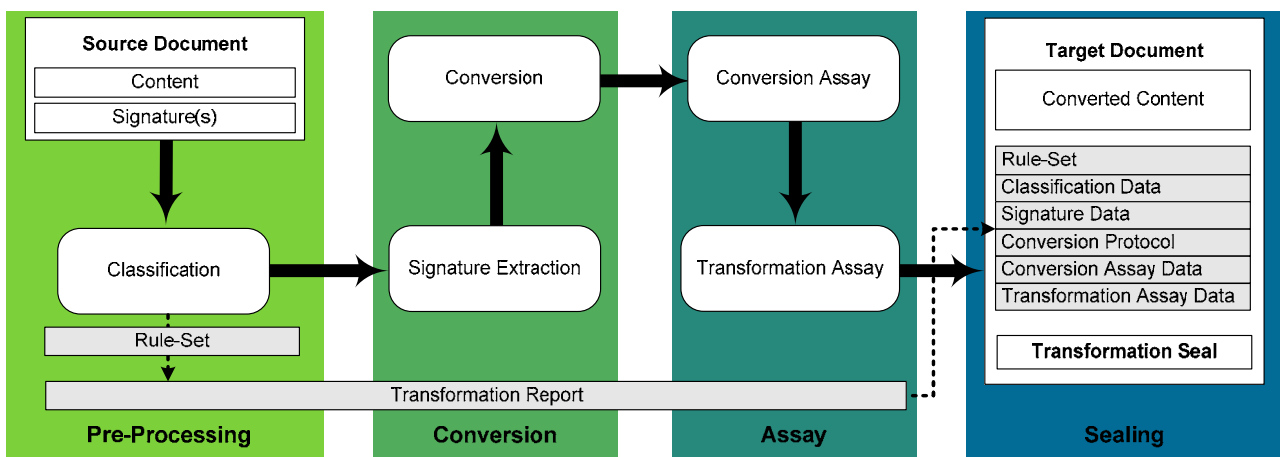 Source Document
Content
Signature(s)
Classification
Rule-Set
Transformation Report
Pre-Processing
Conversion
Signature Extraction
Conversion
Conversion Assay
Transformation Assay
Assay
Target Document
Converted Content
Rule-Set
Classification Data
Signature Data
Conversion Protocol
Conversion Assay Data
Transformation Assay Data
Transformation Seal
Sealing